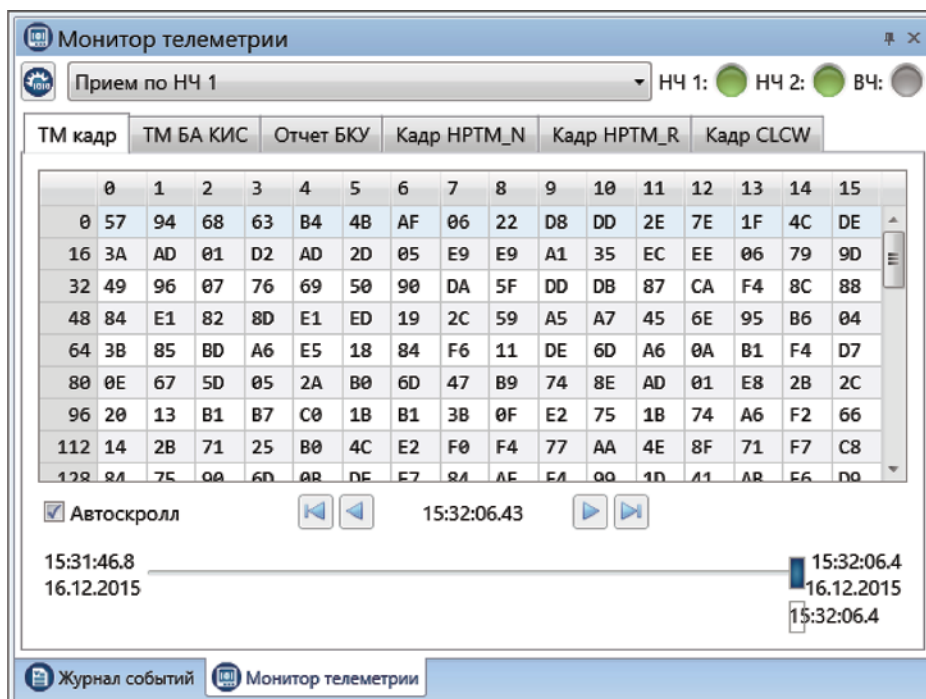 Монитор телеметрии
Прием по НЧ 1 НЧ 1: НЧ 2: ВЧ:
ТМ кадр ТМ БА КИС Отчет БКУ Кадр HPTM_N Кадр HPTM_R Кадр CLCW
0 1 2 3 4 5 6 7 8 9 10 11 12 13 14 15
0 57 94 68 63 B4 4B AF 06 22 D8 DD 2E 7E 1F 4C DE
16 3A AD 01 D2 AD 2D 05 E9 E9 A1 35 EC EE 06 79 9D
32 49 96 07 76 69 50 90 DA 5F DD DB 87 CA F4 8C 88
48 84 E1 82 8D E1 ED 19 2C 59 A5 A7 45 6E 95 B6 04
64 3B 85 BD A6 E5 18 84 F6 11 DE 6D A6 0A B1 F4 D7
80 0E 67 5D 05 2A B0 6D 47 B9 74 8E AD 01 E8 2B 2C
96 20 13 B1 B7 C0 1B B1 3B 0F E2 75 1B 74 A6 F2 66
112 14 2B 71 25 B0 4C E2 F0 F4 77 AA 4E 8F 71 F7 C8
128 84 75 90 6D
Автоскролл 15:32:06.43
15:31:46.8 15:32:06.4
16.12.2015 16.12.2015
15:32:06.4
Журнал событий Монитор телеметрии